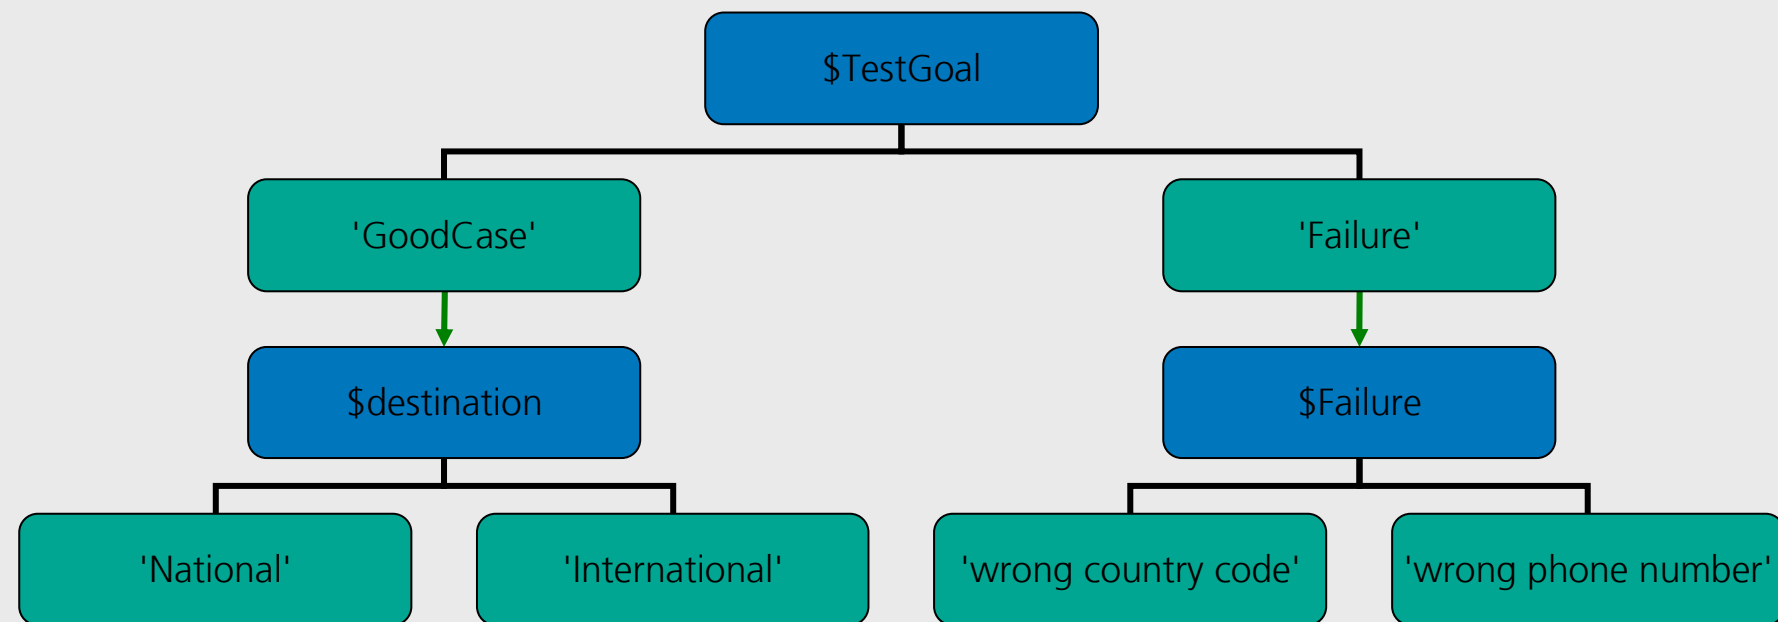 $TestGoal
'GoodCase'
'Failure'
$destination
$Failure
'National'
'International'
'wrong country code'
'wrong phone number'